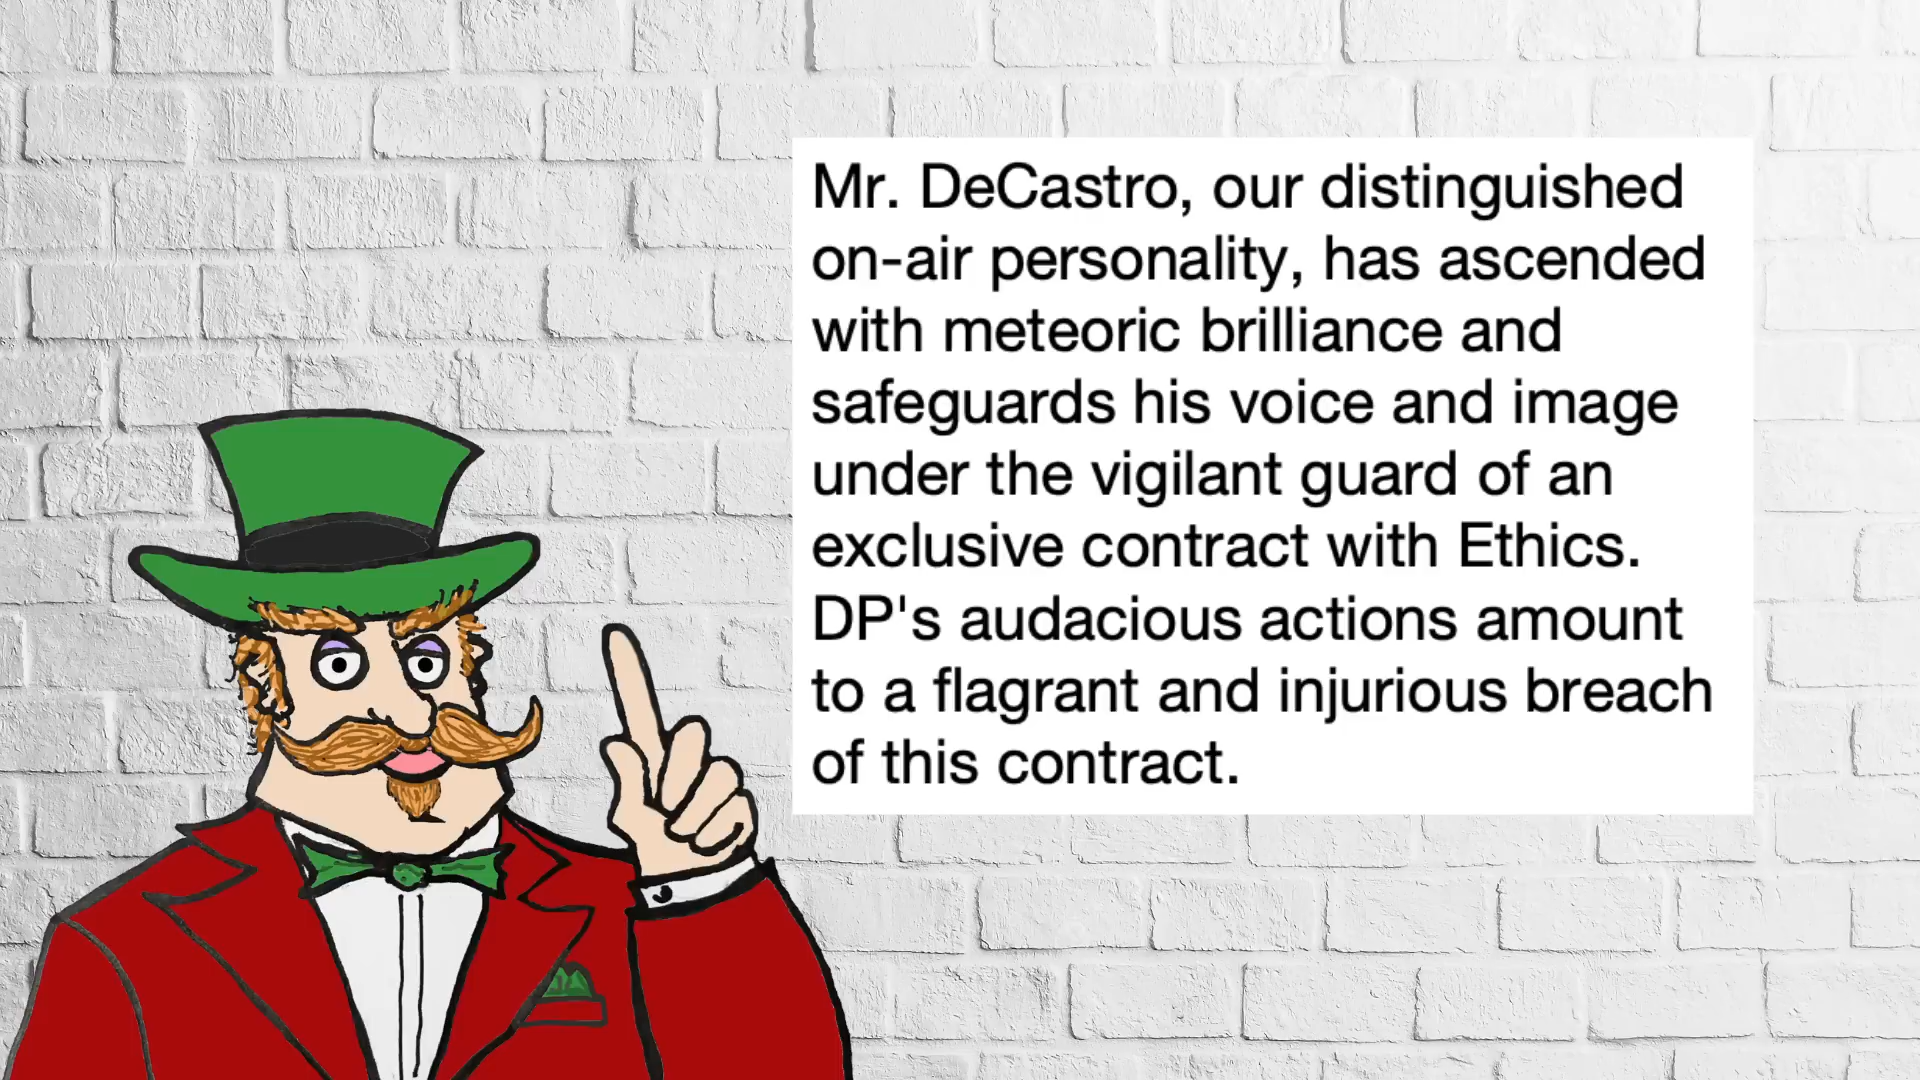 Mr. DeCastro, our distinguished
on-air personality, has ascended
with meteoric brilliance and
safeguards his voice and image
under the vigilant guard of an
exclusive contract with Ethics.
DP's audacious actions amount
to a flagrant and injurious breach
of this contract.